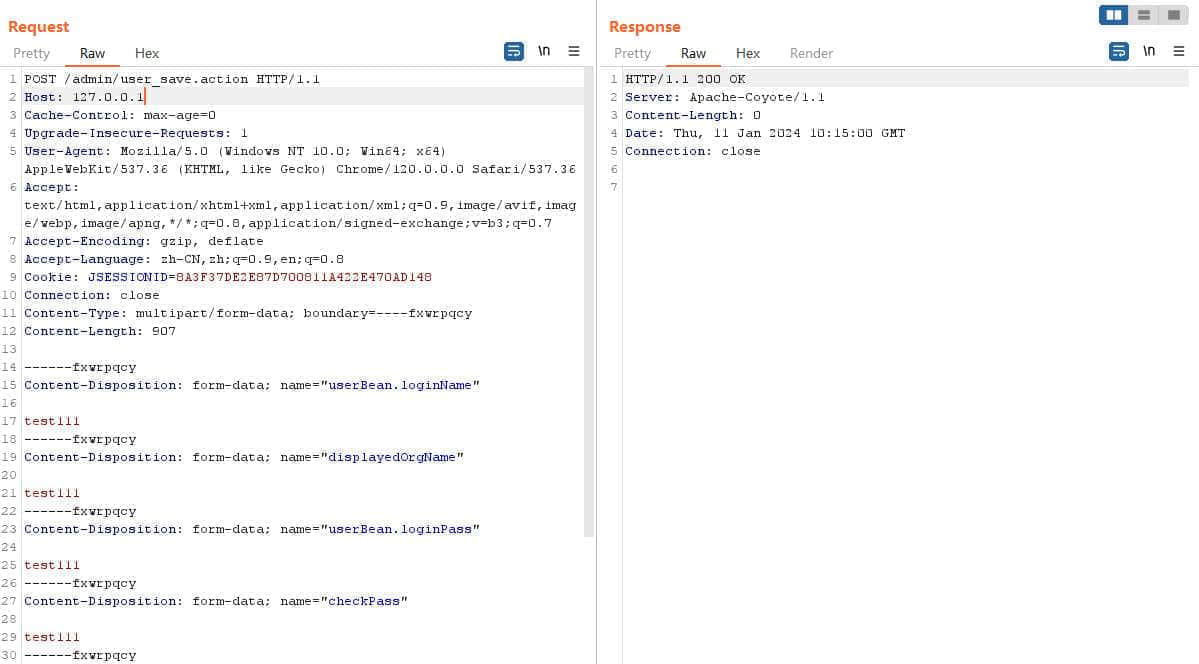 Request
Pretty Raw Hex
\n
1 POST /admin/user_save.action HTTP/1.1
2 Host: 127.0.0.1
3 Cache-Control: max-age=0
4 Upgrade-Insecure-Requests: 1
5 User-Agent: Mozilla/5.0 (Windows NT 10.0; Win64; x64)
AppleWebKit/537.36 (KHTML, like Gecko) Chrome/120.0.0.0 Safari/537.36
6 Accept:
text/html,application/xhtml+xml,application/xml;q=0.9,image/avif,imag
e/webp,image/apng,*/*;q=0.8,application/signed-exchange;v=b3;q=0.7
7 Accept-Encoding: gzip, deflate
8 Accept-Language: zh-CN,zh;q=0.9,en;q=0.8
9 Cookie: JSESSIONID=8A3F37DE2E87D700811A422E470AD148
10 Connection: close
11 Content-Type: multipart/form-data; boundary=----fxwrpqcy
12 Content-Length: 907
13
14 ------fxwrpqcy
15 Content-Disposition: form-data; name="userBean.loginName"
16
17 test111
18 ------fxwrpqcy
19 Content-Disposition: form-data; name="displayedOrgName"
20
21 test111
22 ------fxwrpqcy
23 Content-Disposition: form-data; name="userBean.loginPass"
24
25 test111
26 ------fxwrpqcy
27 Content-Disposition: form-data; name="checkPass"
28
29 test111
30 ------fxwrpqcy
Response
Pretty Raw Hex Render
\n
1 HTTP/1.1 200 OK
2 Server: Apache-Coyote/1.1
3 Content-Length: 0
4 Date: Thu, 11 Jan 2024 10:15:00 GMT
5 Connection: close
6
7